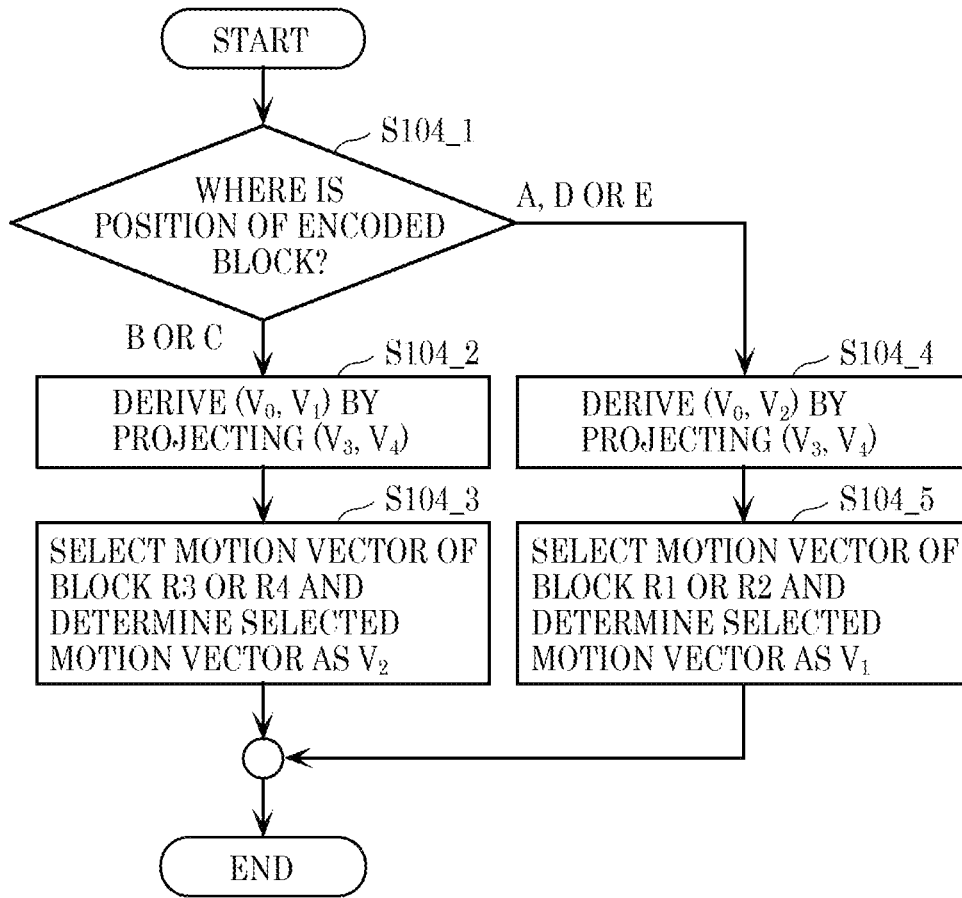 START
S104_1
WHERE IS
POSITION OF ENCODED
BLOCK?
A, D OR E
B OR C
S104_2
DERIVE (V₀, V₁) BY
PROJECTING (V₃, V₄)
S104_4
DERIVE (V₀, V₂) BY
PROJECTING (V₃, V₄)
S104_3
SELECT MOTION VECTOR OF
BLOCK R3 OR R4 AND
DETERMINE SELECTED
MOTION VECTOR AS V₂
S104_5
SELECT MOTION VECTOR OF
BLOCK R1 OR R2 AND
DETERMINE SELECTED
MOTION VECTOR AS V₁
END